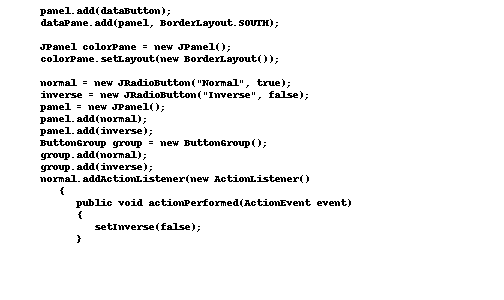 panel.add(dataButton);
dataPane.add(panel, BorderLayout.SOUTH);

JPanel colorPane = new JPanel();
colorPane.setLayout(new BorderLayout());

normal = new JRadioButton("Normal", true);
inverse = new JRadioButton("Inverse", false);
panel = new JPanel();
panel.add(normal);
panel.add(inverse);
ButtonGroup group = new ButtonGroup();
group.add(normal);
group.add(inverse);
normal.addActionListener(new ActionListener()
   {
      public void actionPerformed(ActionEvent event)
      {
         setInverse(false);
      }